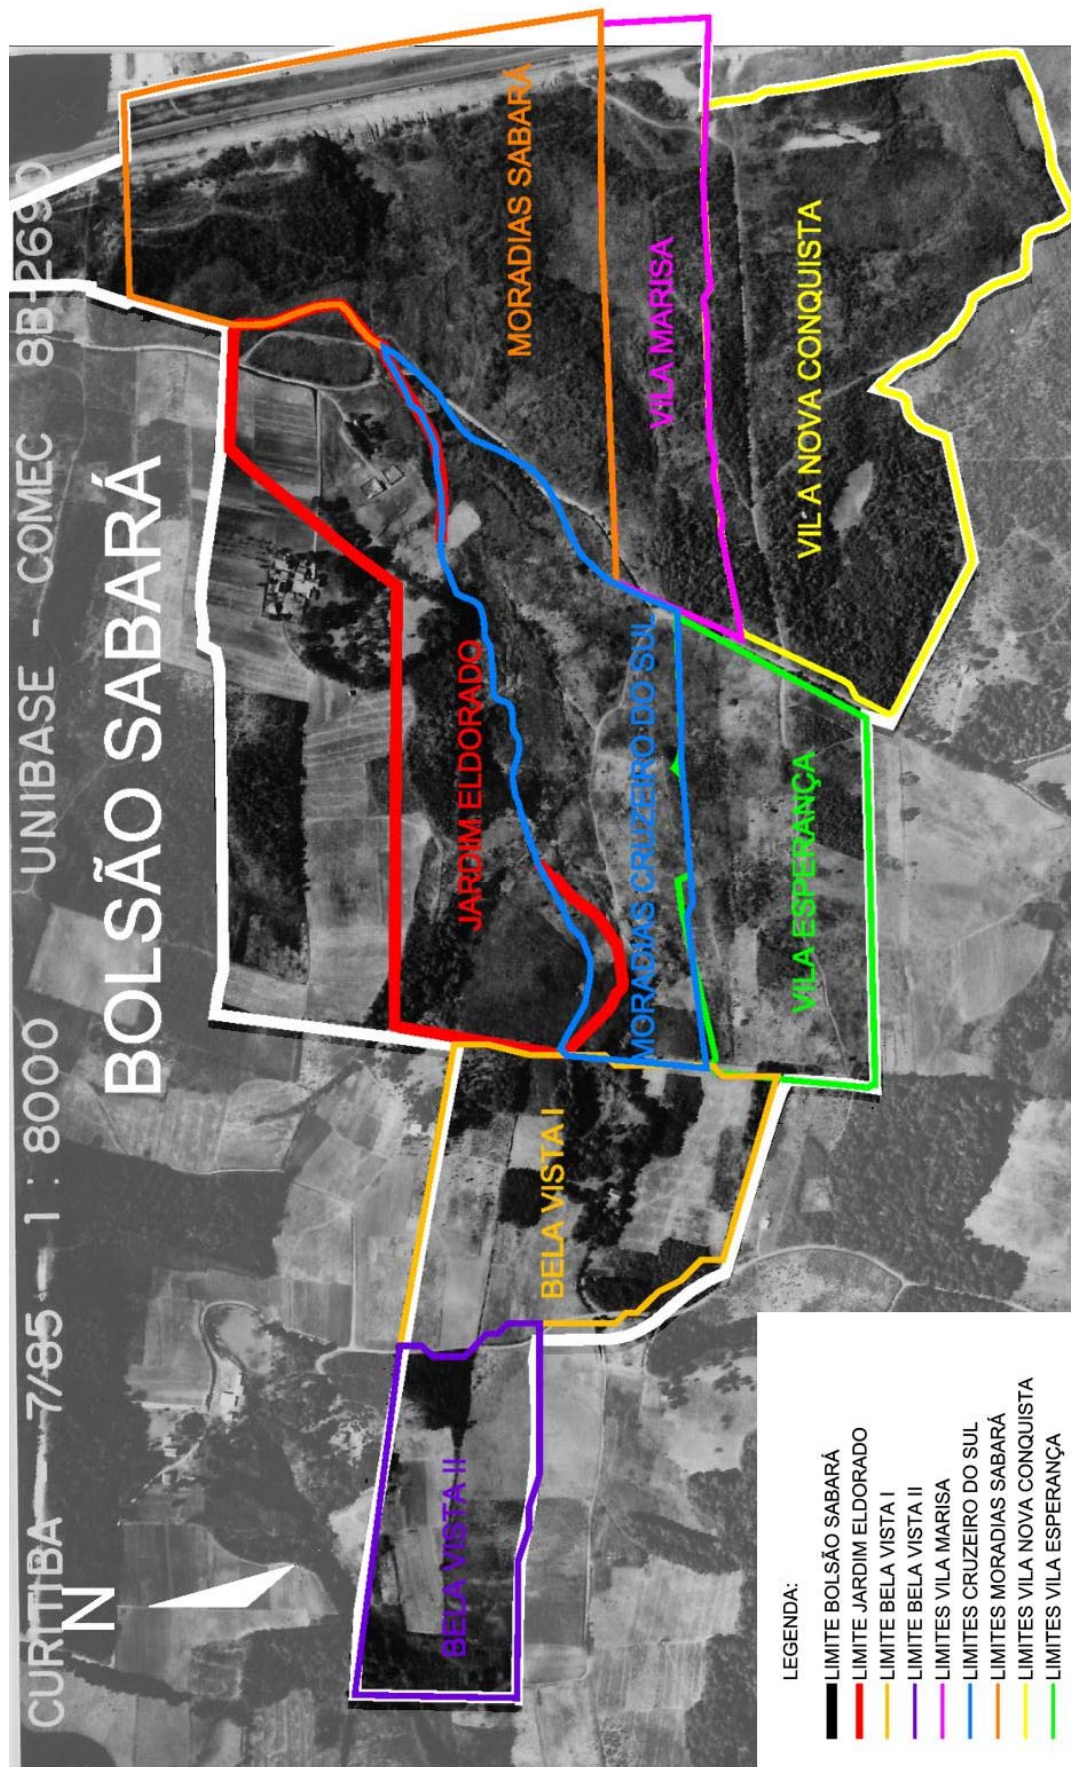 CURITIBA 7/85 1 : 8000 UNIBASE - COMEC 8B-2690
N
BOLSÃO SABARÁ
JARDIM ELDORADO
MORADIAS SABARÁ
BELA VISTA II
BELA VISTA I
MORADIAS CRUZEIRO DO SUL
VILA MARISA
VILA ESPERANÇA
VILA NOVA CONQUISTA
LEGENDA:
LIMITE BOLSÃO SABARÁ
LIMITE JARDIM ELDORADO
LIMITE BELA VISTA I
LIMITE BELA VISTA II
LIMITES VILA MARISA
LIMITES CRUZEIRO DO SUL
LIMITES MORADIAS SABARÁ
LIMITES VILA NOVA CONQUISTA
LIMITES VILA ESPERANÇA